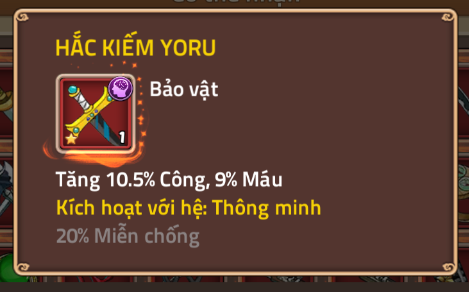 HẮC KIẾM YORU
Bảo vật
1
Tăng 10.5% Công, 9% Máu
Kích hoạt với hệ: Thông minh
20% Miễn chống